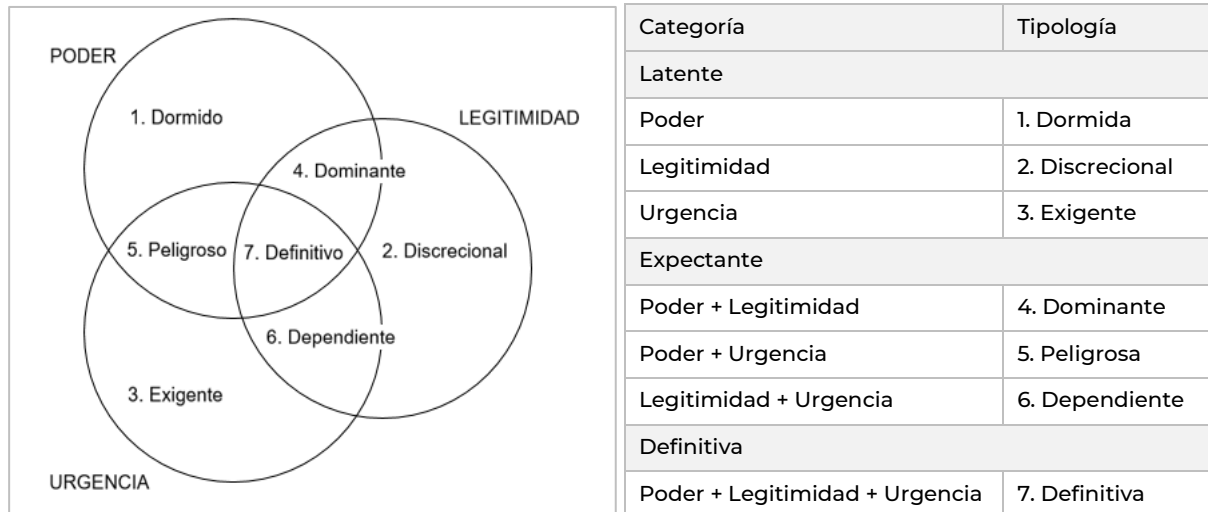 PODER
1. Dormido
LEGITIMIDAD
4. Dominante
5. Peligroso
7. Definitivo
2. Discrecional
6. Dependiente
3. Exigente
URGENCIA
Categoría Tipología
Latente
Poder 1. Dormida
Legitimidad 2. Discrecional
Urgencia 3. Exigente
Expectante
Poder + Legitimidad 4. Dominante
Poder + Urgencia 5. Peligrosa
Legitimidad + Urgencia 6. Dependiente
Definitiva
Poder + Legitimidad + Urgencia 7. Definitiva